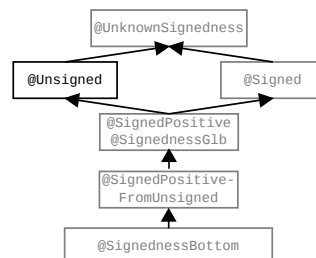 @UnknownSignedness
@Unsigned
@Signed
@SignedPositive
@SignednessGlb
@SignedPositive-
FromUnsigned
@SignednessBottom